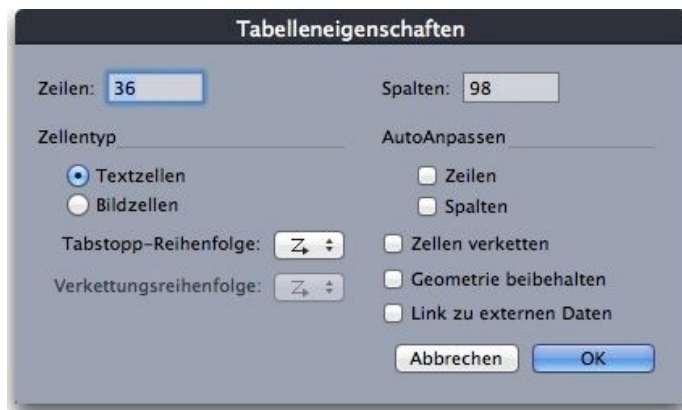 Tabelleneigenschaften
Zeilen: 36
Spalten: 98
Zellentyp
Textzellen
Bildzellen
Tabstopp-Reihenfolge:
Verkettungsreihenfolge:
AutoAnpassen
Zeilen
Spalten
Zellen verketten
Geometrie beibehalten
Link zu externen Daten
Abbrechen
OK